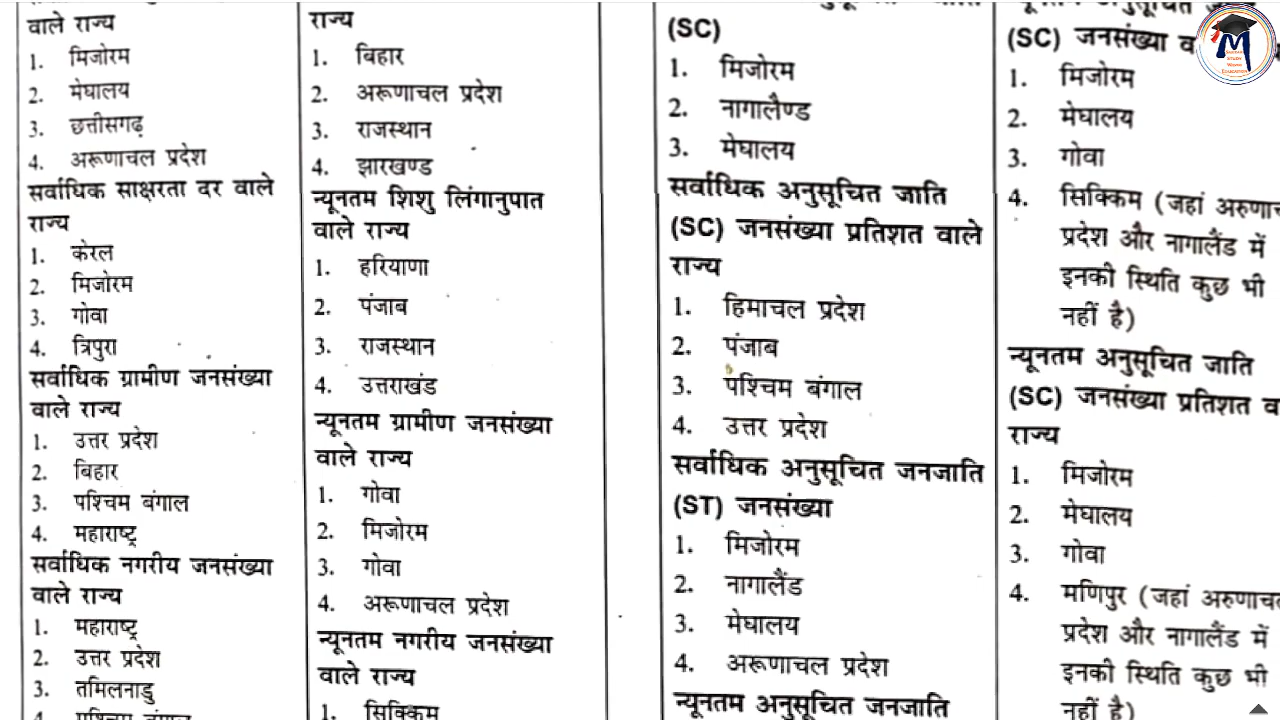 वाले राज्य
1. मिजोरम
2. मेघालय
3. छत्तीसगढ़
4. अरूणाचल प्रदेश
सर्वाधिक साक्षरता दर वाले
राज्य
1. केरल
2. मिजोरम
3. गोवा
4. त्रिपुरा
सर्वाधिक ग्रामीण जनसंख्या
वाले राज्य
1. उत्तर प्रदेश
2. बिहार
3. पश्चिम बंगाल
4. महाराष्ट्र
सर्वाधिक नगरीय जनसंख्या
वाले राज्य
1. महाराष्ट्र
2. उत्तर प्रदेश
3. तमिलनाडु
राज्य
1. बिहार
2. अरूणाचल प्रदेश
3. राजस्थान
4. झारखण्ड
न्यूनतम शिशु लिंगानुपात
वाले राज्य
1. हरियाणा
2. पंजाब
3. राजस्थान
4. उत्तराखंड
न्यूनतम ग्रामीण जनसंख्या
वाले राज्य
1. गोवा
2. मिजोरम
3. गोवा
4. अरूणाचल प्रदेश
न्यूनतम नगरीय जनसंख्या
वाले राज्य
1. सिक्किम
(SC)
1. मिजोरम
2. नागालैण्ड
3. मेघालय
सर्वाधिक अनुसूचित जाति
(SC) जनसंख्या प्रतिशत वाले
राज्य
1. हिमाचल प्रदेश
2. पंजाब
3. पश्चिम बंगाल
4. उत्तर प्रदेश
सर्वाधिक अनुसूचित जनजाति
(ST) जनसंख्या
1. मिजोरम
2. नागालैंड
3. मेघालय
4. अरूणाचल प्रदेश
न्यूनतम अनुसूचित जनजाति
(SC) जनसंख्या
1. मिजोरम
2. मेघालय
3. गोवा
4. सिक्किम (जहां अरुणाच
प्रदेश और नागालैंड में
इनकी स्थिति कुछ भी
नहीं है)
न्यूनतम अनुसूचित जाति
(SC) जनसंख्या प्रतिशत व
राज्य
1. मिजोरम
2. मेघालय
3. गोवा
4. मणिपुर (जहां अरुणाचल
प्रदेश और नागालैंड में
इनकी स्थिति कुछ भी
नहीं है)